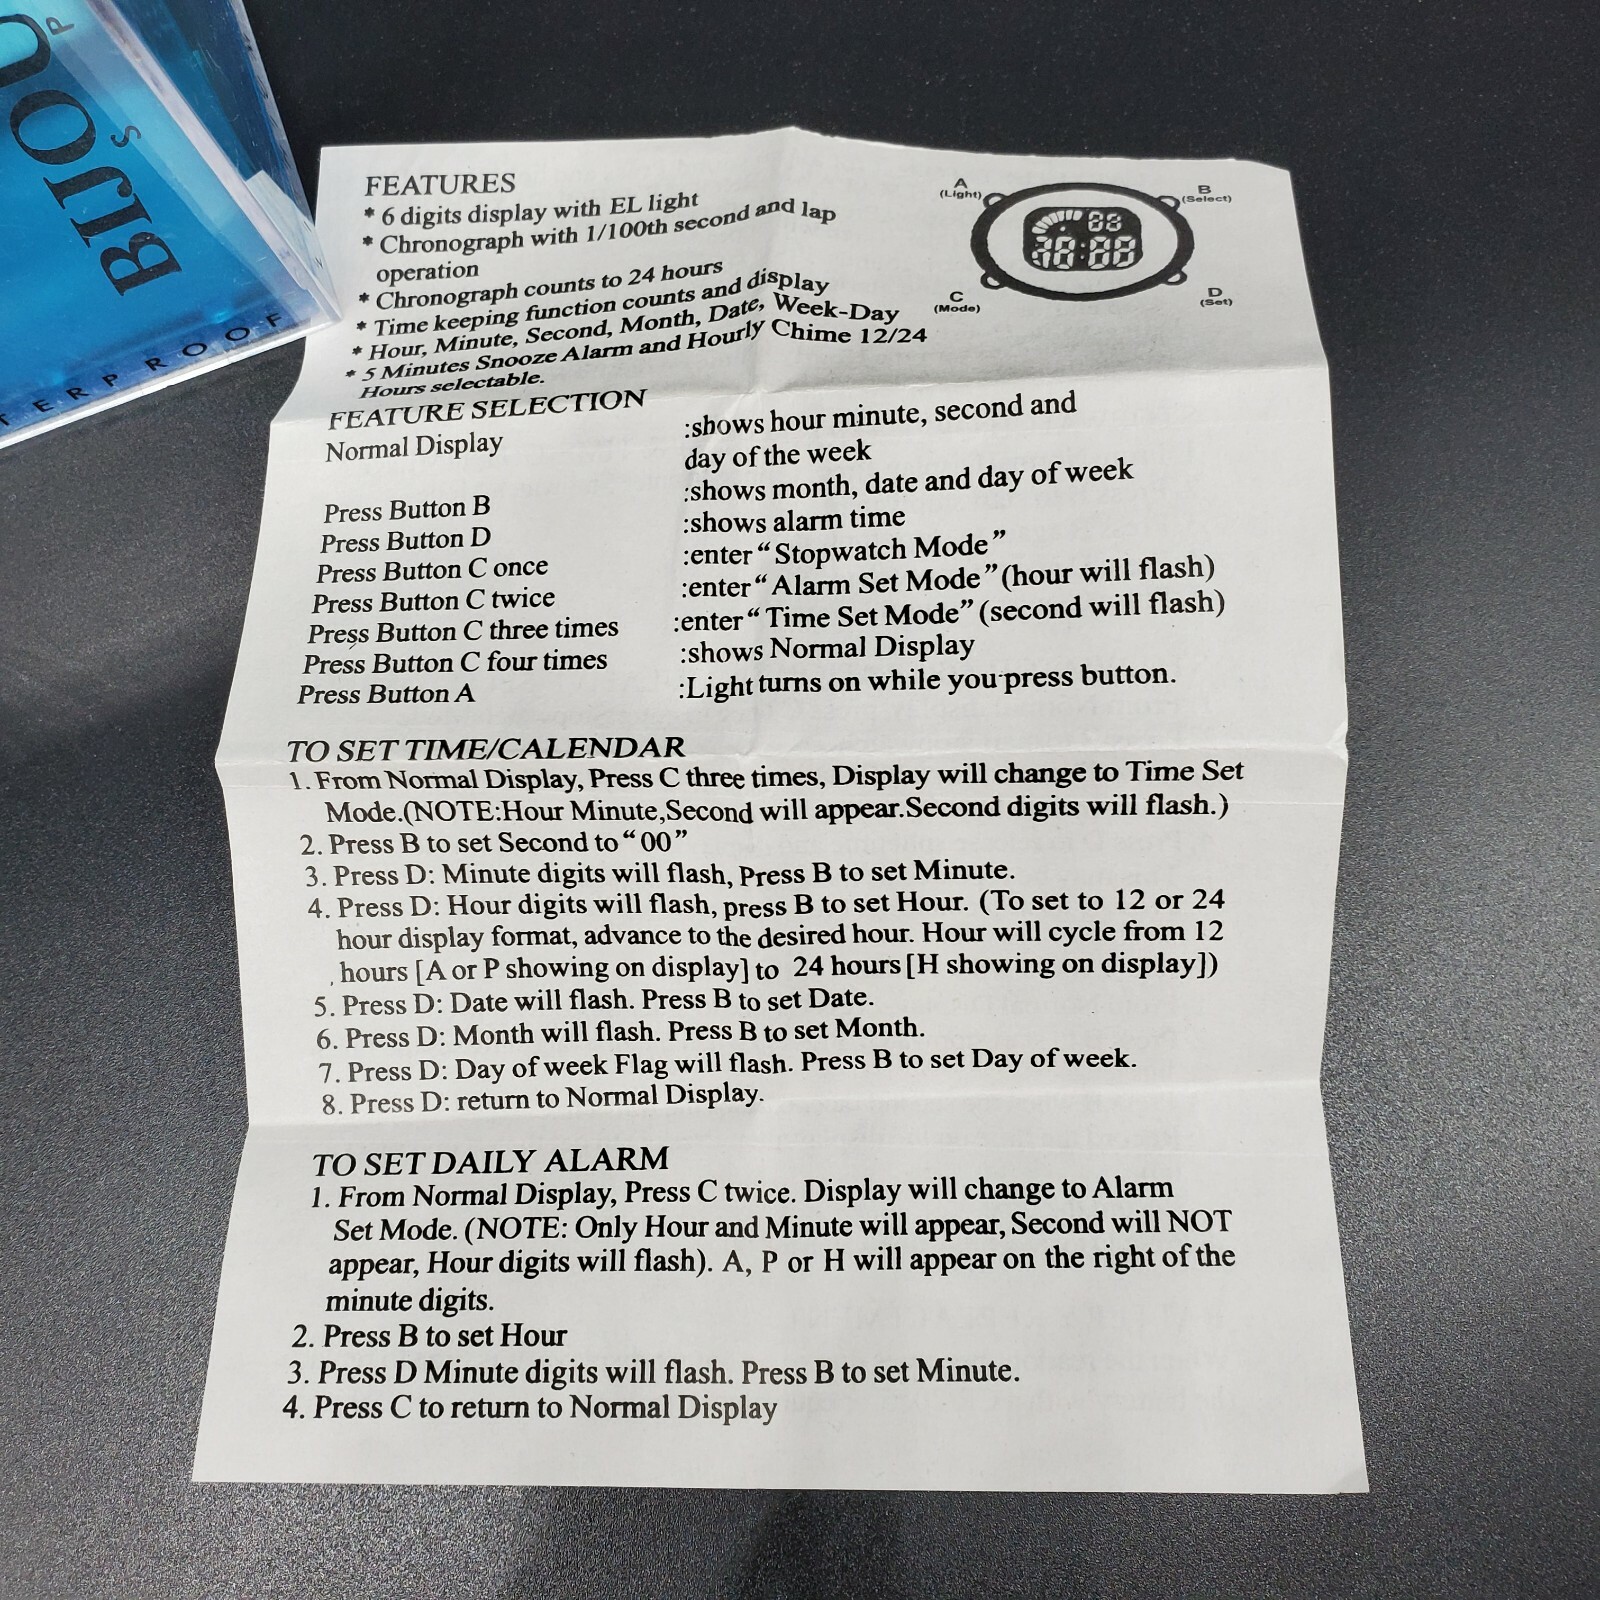 BIJOU
S P
TERPROOF
FEATURES
* 6 digits display with EL light
* Chronograph with 1/100th second and lap
operation
* Chronograph counts to 24 hours
* Time keeping function counts and display
* Hour, Minute, Second, Month, Date, Week-Day
* 5 Minutes Snooze Alarm and Hourly Chime 12/24
Hours selectable.
A
(Light)
B
(Select)
C
(Mode)
D
(Set)
88
10:00
FEATURE SELECTION
Normal Display :shows hour minute, second and
day of the week
Press Button B :shows month, date and day of week
Press Button D :shows alarm time
Press Button C once :enter “Stopwatch Mode”
Press Button C twice :enter “Alarm Set Mode” (hour will flash)
Press Button C three times :enter “Time Set Mode” (second will flash)
Press Button C four times :shows Normal Display
Press Button A :Light turns on while you press button.
TO SET TIME/CALENDAR
1. From Normal Display, Press C three times, Display will change to Time Set
Mode.(NOTE:Hour Minute,Second will appear.Second digits will flash.)
2. Press B to set Second to “00”
3. Press D: Minute digits will flash, Press B to set Minute.
4. Press D: Hour digits will flash, press B to set Hour. (To set to 12 or 24
hour display format, advance to the desired hour. Hour will cycle from 12
hours [A or P showing on display] to 24 hours [H showing on display])
5. Press D: Date will flash. Press B to set Date.
6. Press D: Month will flash. Press B to set Month.
7. Press D: Day of week Flag will flash. Press B to set Day of week.
8. Press D: return to Normal Display.
TO SET DAILY ALARM
1. From Normal Display, Press C twice. Display will change to Alarm
Set Mode. (NOTE: Only Hour and Minute will appear, Second will NOT
appear, Hour digits will flash). A, P or H will appear on the right of the
minute digits.
2. Press B to set Hour
3. Press D Minute digits will flash. Press B to set Minute.
4. Press C to return to Normal Display